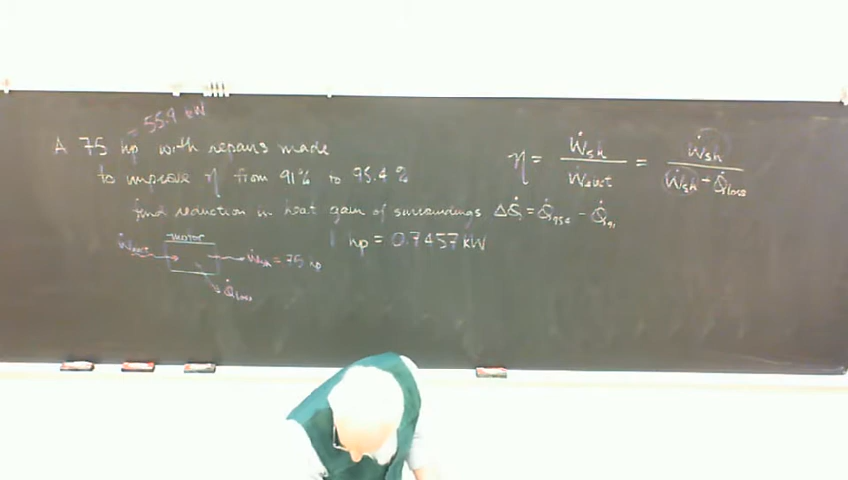 = 55.9 kW
A 75 hp with repairs made
to improve η from 91% to 95.4%
find reduction in heat gain of surroundings ΔQ̇ = Q̇95.4 - Q̇91
1 hp = 0.7457 kW
motor
Ẇelect
Ẇsh = 75 hp
Q̇loss
η = Ẇsh / Ẇelect = Ẇsh / (Ẇsh + Q̇loss)